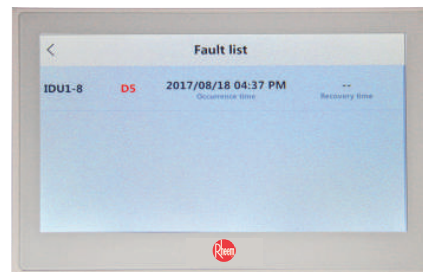 <
Fault list
IDU1-8 D5 2017/08/18 04:37 PM --
Occurrence time Recovery time
Rheem